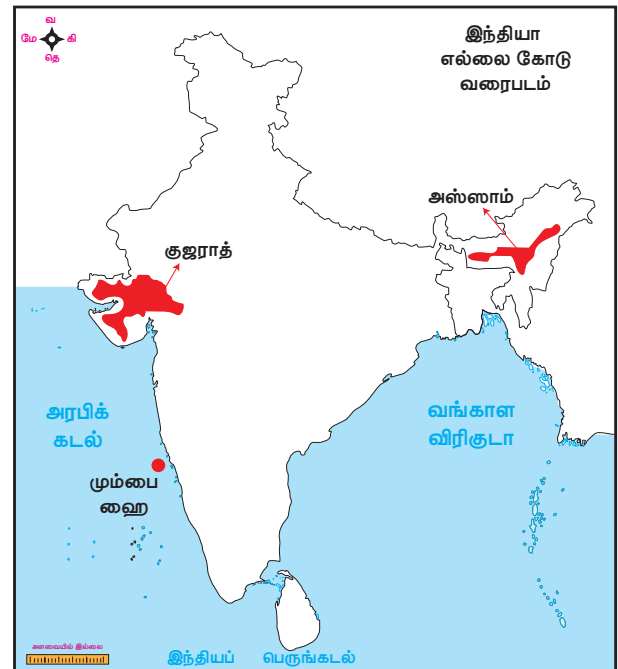 வ
மே கி
தெ
இந்தியா
எல்லை கோடு
வரைபடம்
அஸ்ஸாம்
குஜராத்
அரபிக்
கடல்
வங்காள
விரிகுடா
மும்பை
ஹை
அளவையில் இல்லை
இந்தியப் பெருங்கடல்